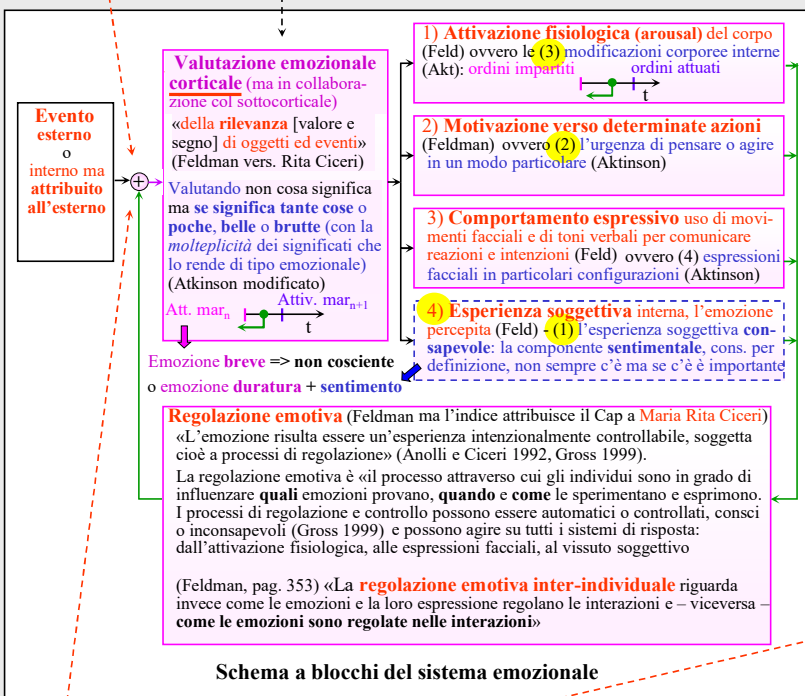 Evento
esterno
o
interno ma
attribuito
all'esterno
+
Valutazione emozionale
corticale (ma in collabora-
zione col sottocorticale)
«della rilevanza [valore e
segno] di oggetti ed eventi»
(Feldman vers. Rita Ciceri)
Valutando non cosa significa
ma se significa tante cose o
poche, belle o brutte (con la
molteplicità dei significati che
lo rende di tipo emozionale)
(Atkinson modificato)
Att. mar_n Attiv. mar_n+1
t
Emozione breve => non cosciente
o emozione duratura + sentimento
1) Attivazione fisiologica (arousal) del corpo
(Feld) ovvero le (3) modificazioni corporee interne
(Akt): ordini impartiti ordini attuati
t
2) Motivazione verso determinate azioni
(Feldman) ovvero (2) l'urgenza di pensare o agire
in un modo particolare (Aktinson)
3) Comportamento espressivo uso di movi-
menti facciali e di toni verbali per comunicare
reazioni e intenzioni (Feld) ovvero (4) espressioni
facciali in particolari configurazioni (Aktinson)
4) Esperienza soggettiva interna, l'emozione
percepita (Feld) - (1) l'esperienza soggettiva con-
sapevole: la componente sentimentale, cons. per
definizione, non sempre c'è ma se c'è è importante
Regolazione emotiva (Feldman ma l'indice attribuisce il Cap a Maria Rita Ciceri)
«L'emozione risulta essere un'esperienza intenzionalmente controllabile, soggetta
cioè a processi di regolazione» (Anolli e Ciceri 1992, Gross 1999).
La regolazione emotiva è «il processo attraverso cui gli individui sono in grado di
influenzare quali emozioni provano, quando e come le sperimentano e esprimono.
I processi di regolazione e controllo possono essere automatici o controllati, consci
o inconsapevoli (Gross 1999) e possono agire su tutti i sistemi di risposta:
dall'attivazione fisiologica, alle espressioni facciali, al vissuto soggettivo
(Feldman, pag. 353) «La regolazione emotiva inter-individuale riguarda
invece come le emozioni e la loro espressione regolano le interazioni e – viceversa –
come le emozioni sono regolate nelle interazioni»
Schema a blocchi del sistema emozionale